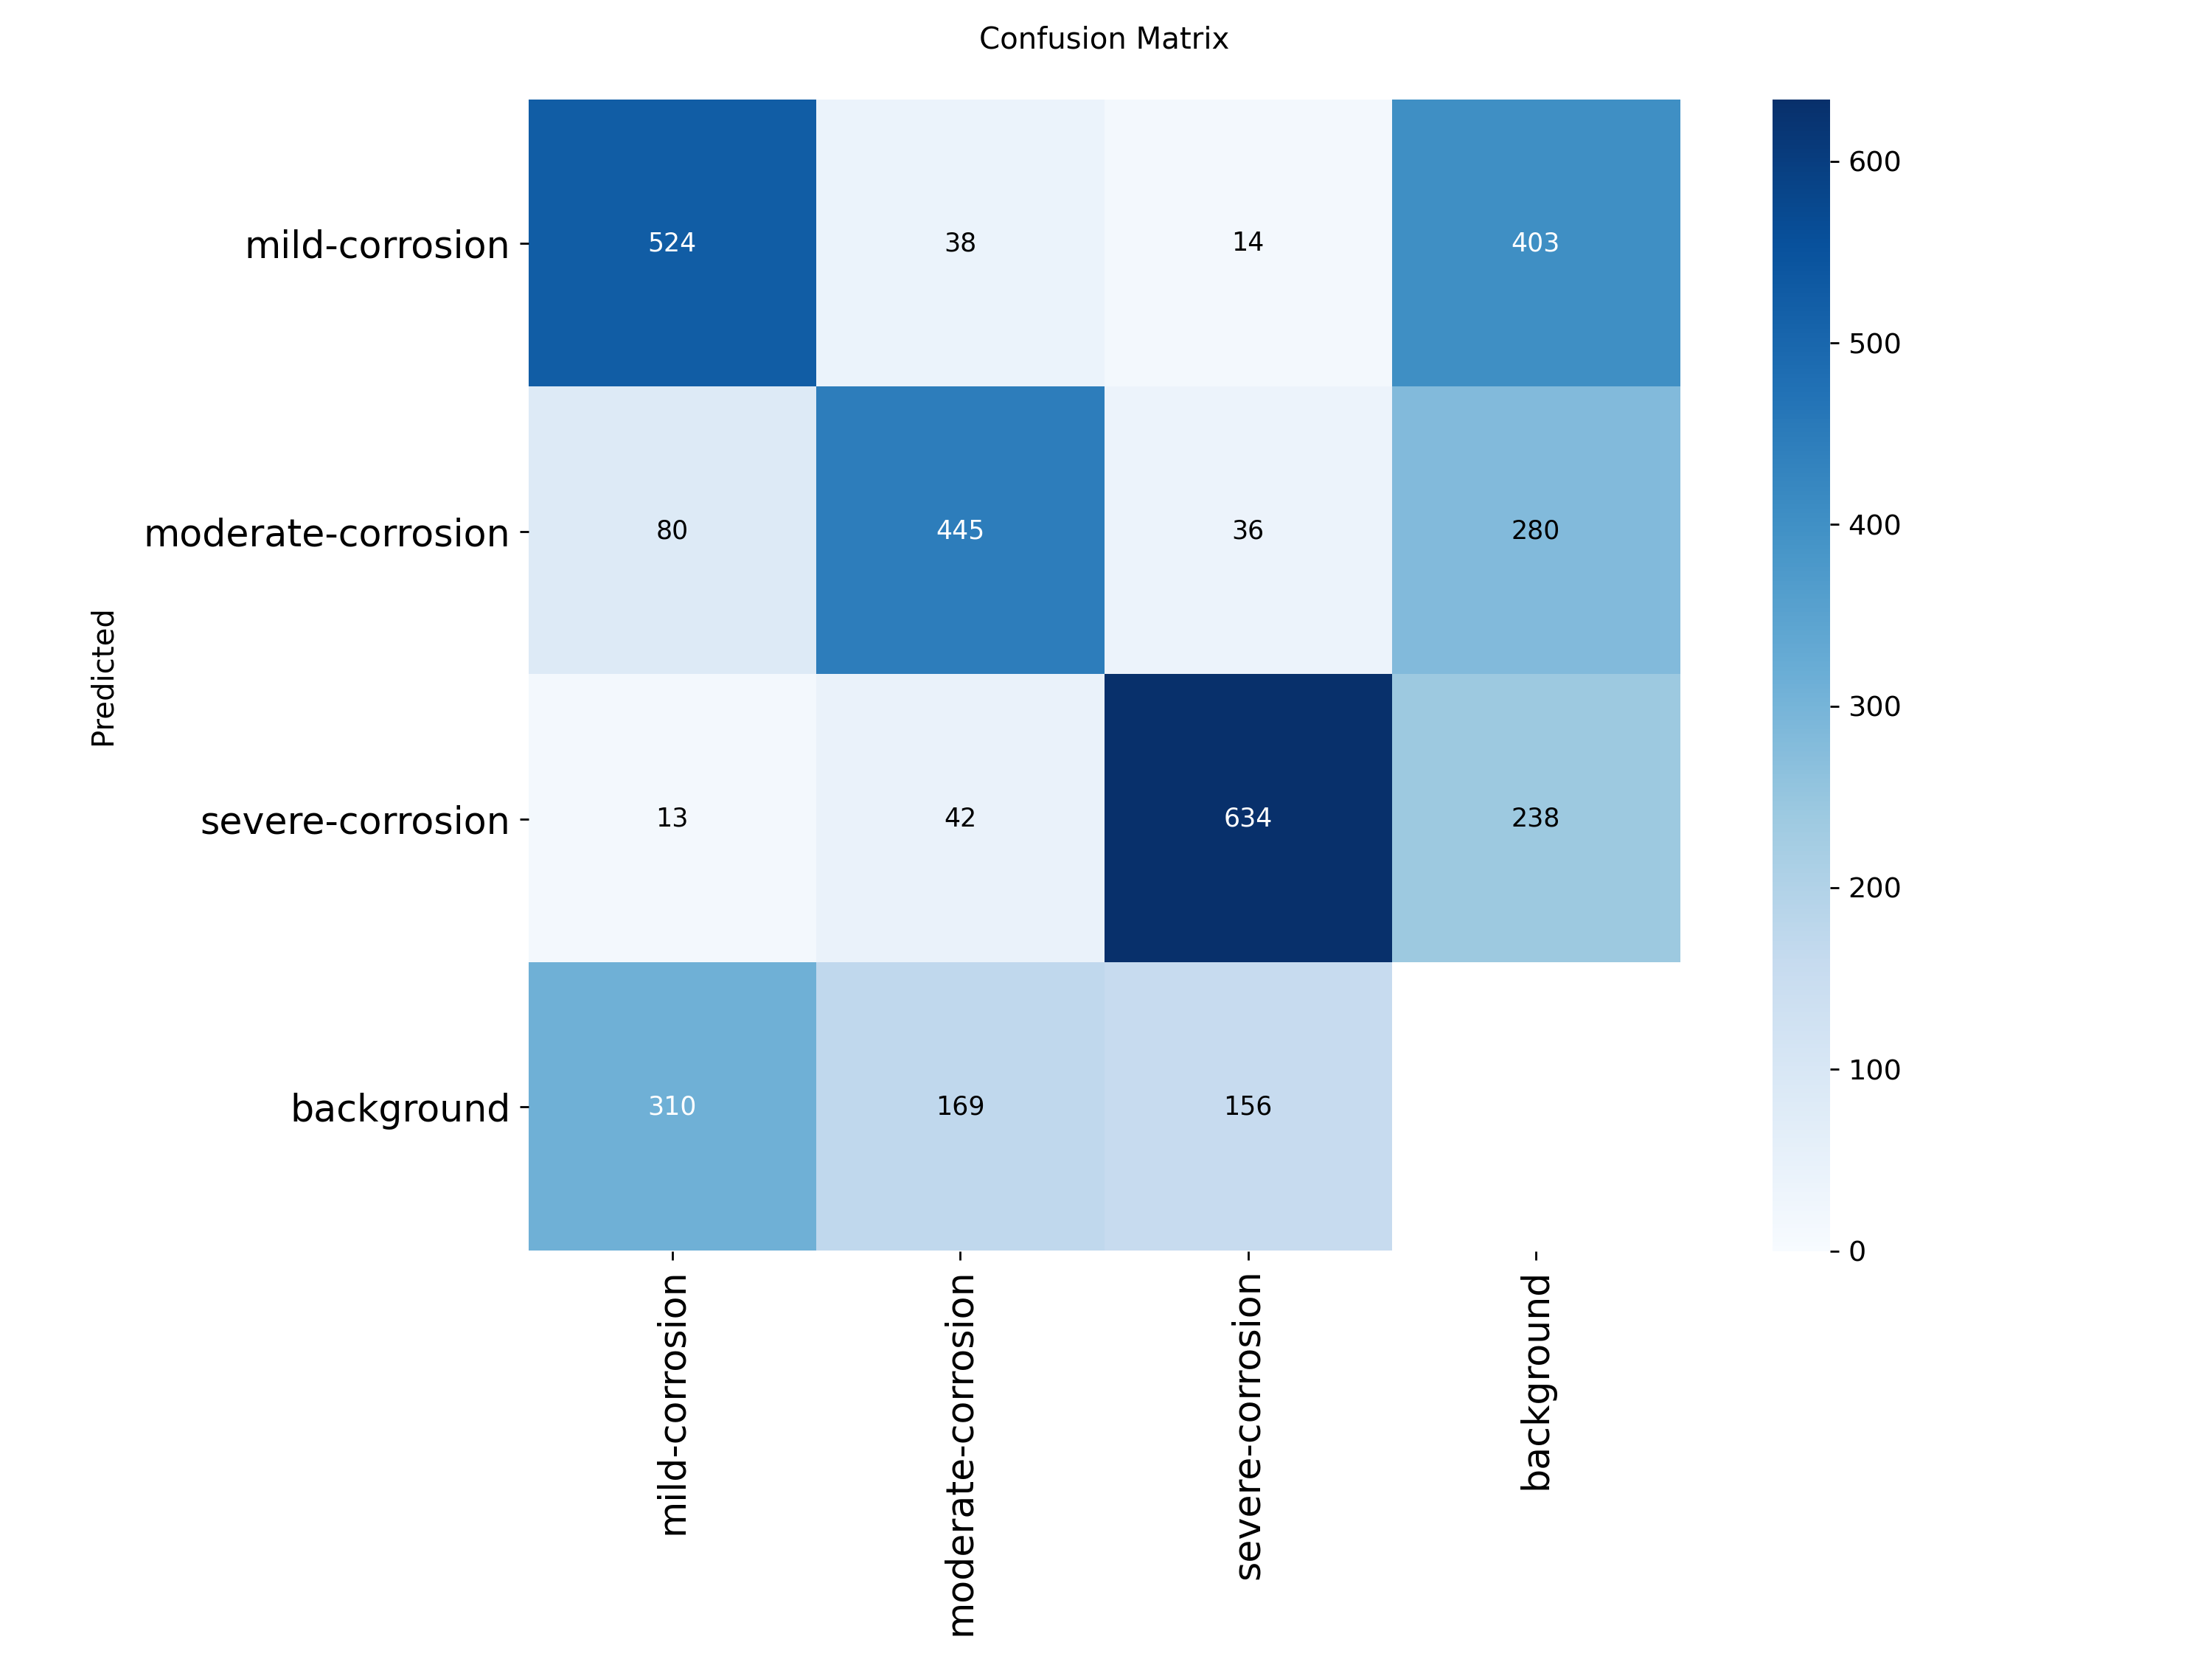 Confusion Matrix
Predicted
mild-corrosion
524 38 14 403
moderate-corrosion
80 445 36 280
severe-corrosion
13 42 634 238
background
310 169 156
mild-corrosion
moderate-corrosion
severe-corrosion
background
600
500
400
300
200
100
0